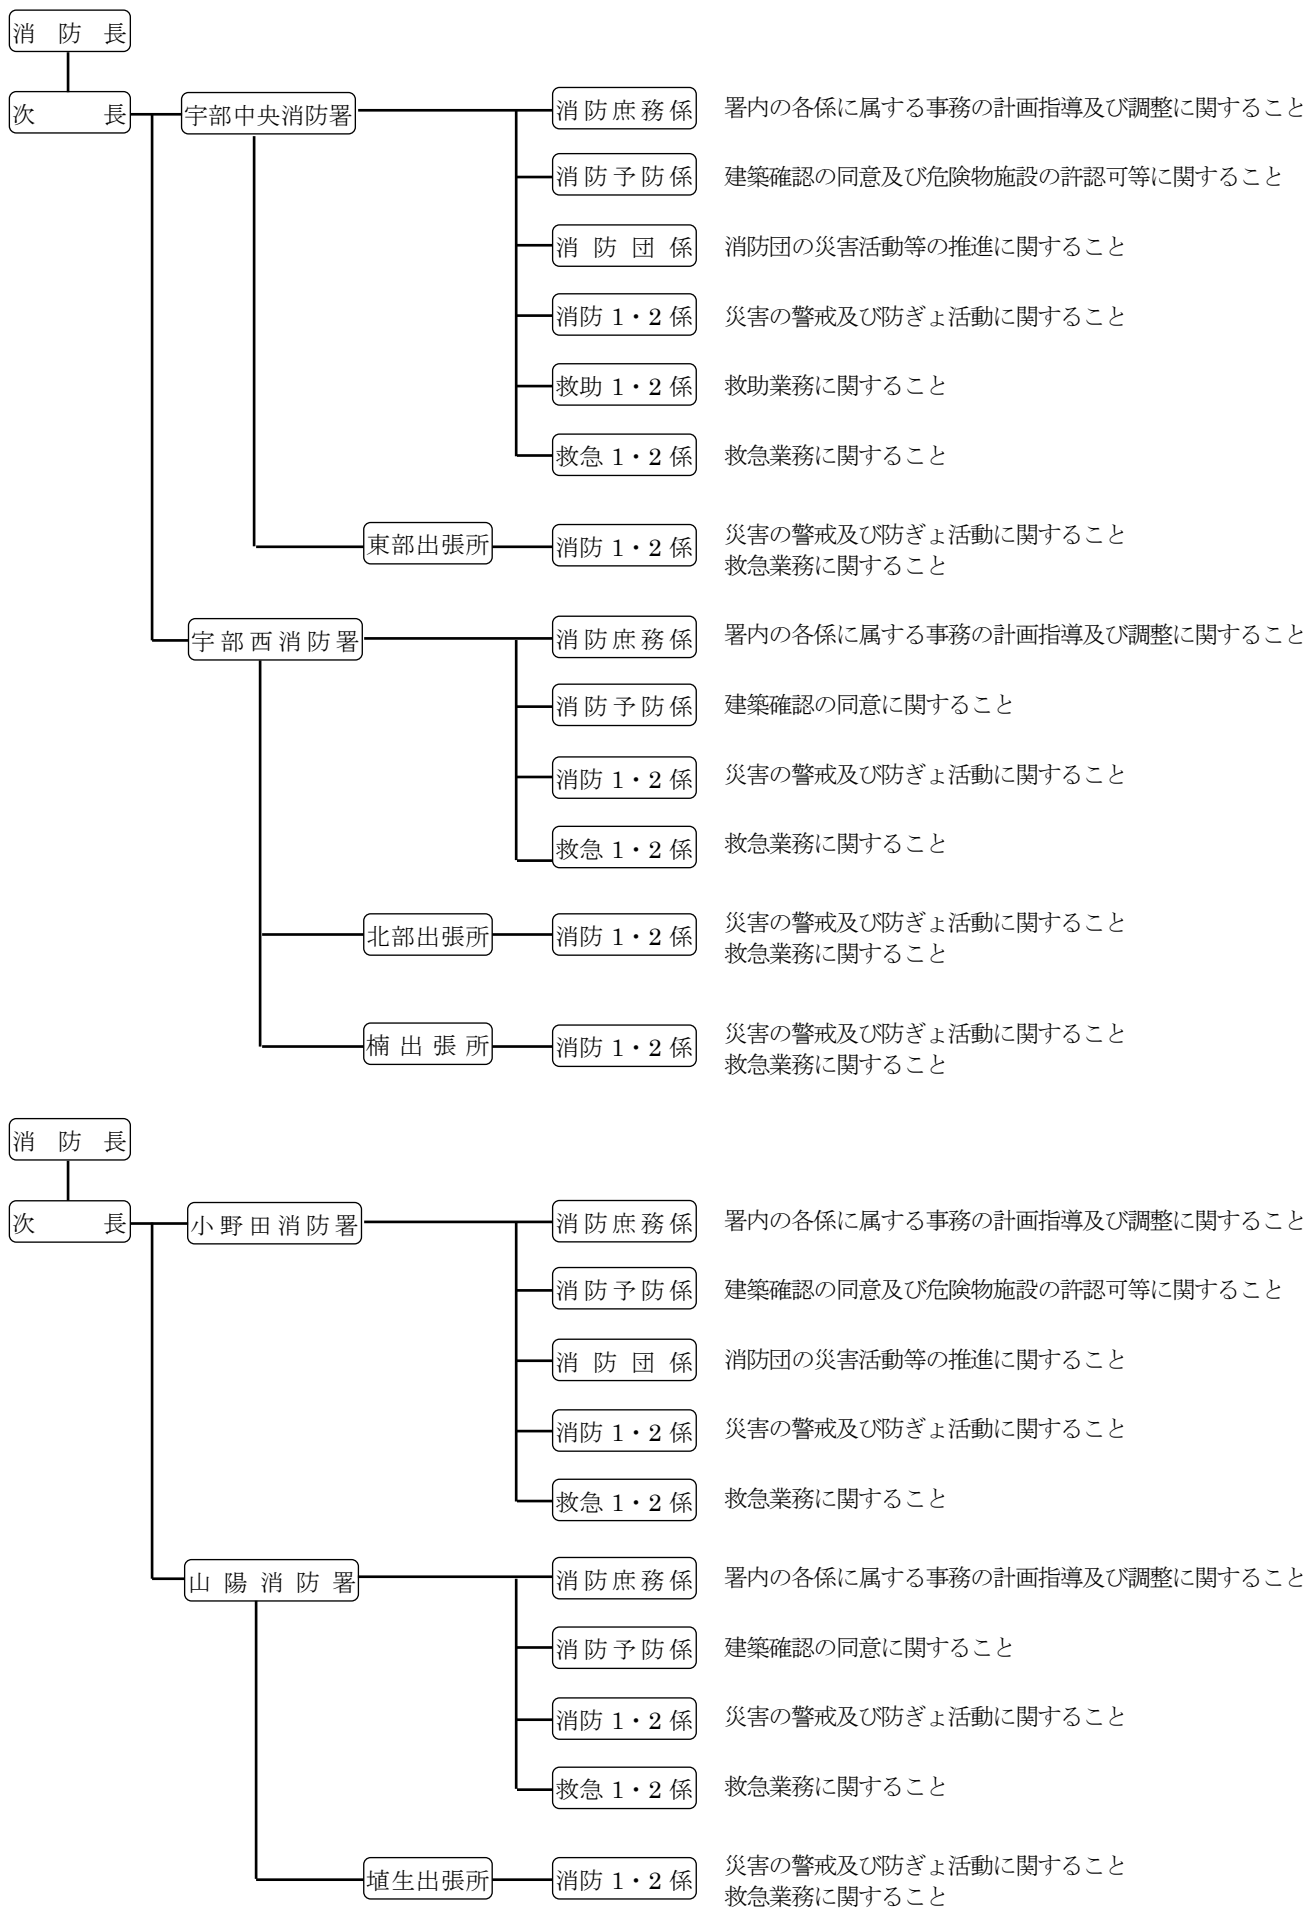 消防長
次長 宇部中央消防署 消防庶務係 署内の各係に属する事務の計画指導及び調整に関すること
消防予防係 建築確認の同意及び危険物施設の許認可等に関すること
消防団係 消防団の災害活動等の推進に関すること
消防 1・2 係 災害の警戒及び防ぎょ活動に関すること
救助 1・2 係 救助業務に関すること
救急 1・2 係 救急業務に関すること
東部出張所 消防 1・2 係 災害の警戒及び防ぎょ活動に関すること
救急業務に関すること
宇部西消防署 消防庶務係 署内の各係に属する事務の計画指導及び調整に関すること
消防予防係 建築確認の同意に関すること
消防 1・2 係 災害の警戒及び防ぎょ活動に関すること
救急 1・2 係 救急業務に関すること
北部出張所 消防 1・2 係 災害の警戒及び防ぎょ活動に関すること
救急業務に関すること
楠出張所 消防 1・2 係 災害の警戒及び防ぎょ活動に関すること
救急業務に関すること
消防長
次長 小野田消防署 消防庶務係 署内の各係に属する事務の計画指導及び調整に関すること
消防予防係 建築確認の同意及び危険物施設の許認可等に関すること
消防団係 消防団の災害活動等の推進に関すること
消防 1・2 係 災害の警戒及び防ぎょ活動に関すること
救急 1・2 係 救急業務に関すること
山陽消防署 消防庶務係 署内の各係に属する事務の計画指導及び調整に関すること
消防予防係 建築確認の同意に関すること
消防 1・2 係 災害の警戒及び防ぎょ活動に関すること
救急 1・2 係 救急業務に関すること
埴生出張所 消防 1・2 係 災害の警戒及び防ぎょ活動に関すること
救急業務に関すること